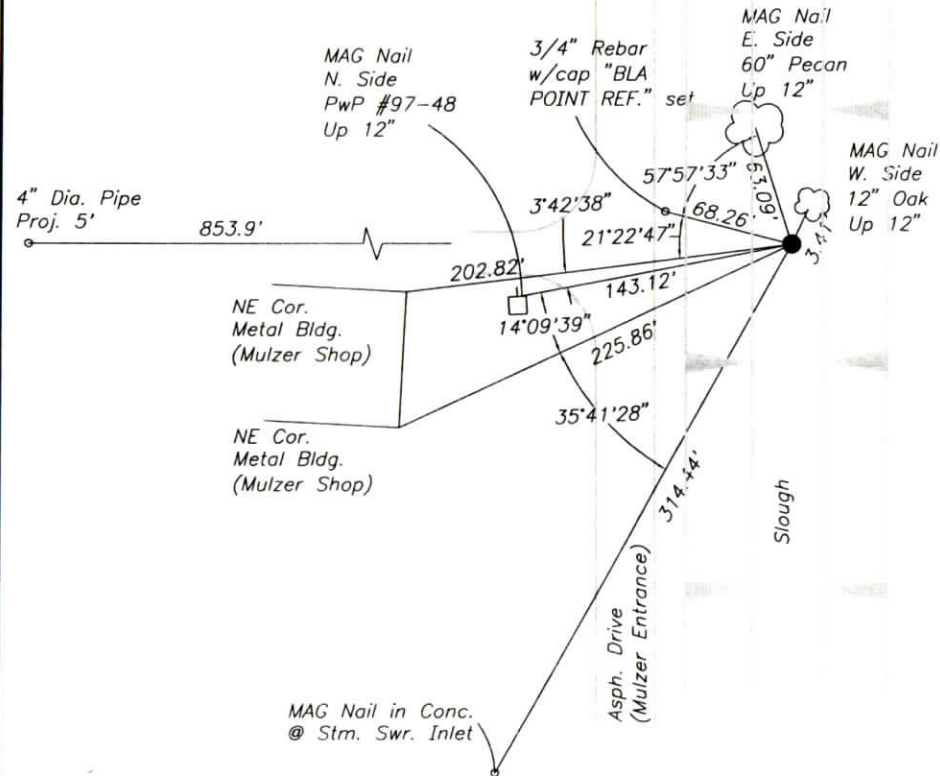 MAG Nail
N. Side
PwP #97-48
Up 12"
3/4" Rebar
w/cap "BLA
POINT REF." set
MAG Nail
E. Side
60" Pecan
Up 12"
MAG Nail
W. Side
12" Oak
Up 12"
4" Dia. Pipe
Proj. 5'
853.9'
57°57'33"
63.09'
3°42'38"
68.26'
3.41'
21°22'47"
202.82'
143.12'
NE Cor.
Metal Bldg.
(Mulzer Shop)
14°09'39"
225.86'
35°41'28"
NE Cor.
Metal Bldg.
(Mulzer Shop)
314.44'
Slough
Asph. Drive
(Mulzer Entrance)
MAG Nail in Conc.
@ Stm. Swr. Inlet